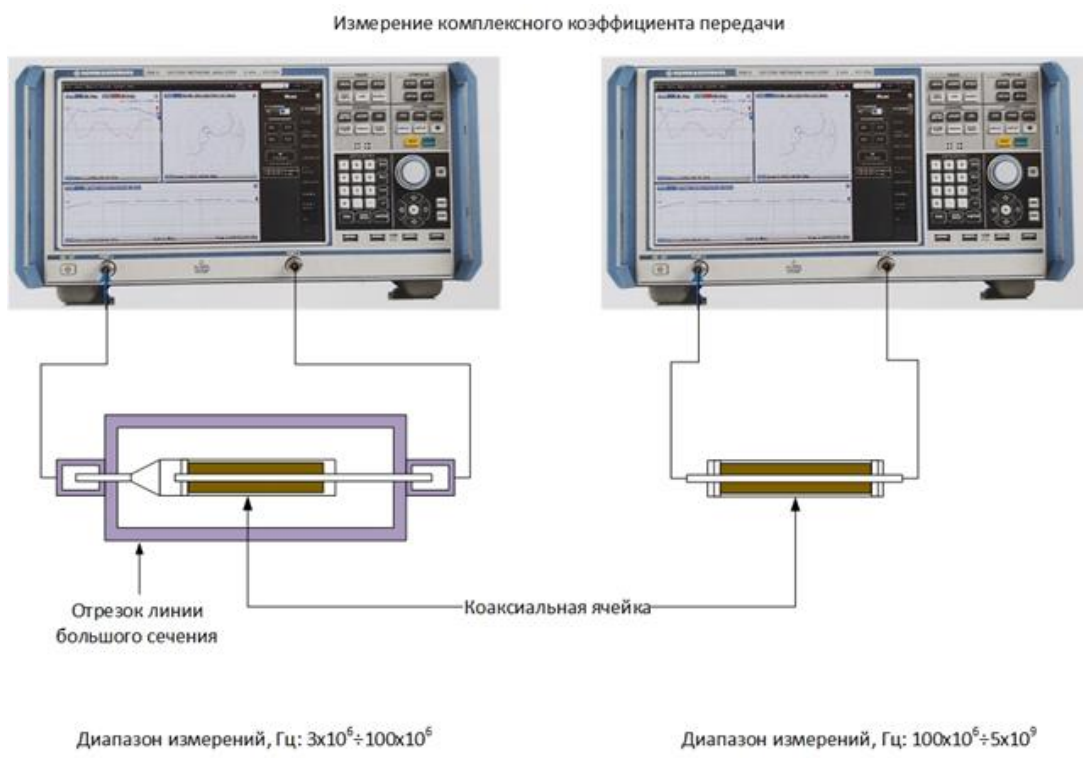 Измерение комплексного коэффициента передачи
Отрезок линии
большого сечения
Коаксиальная ячейка
Диапазон измерений, Гц: 3x10⁶÷100x10⁶
Диапазон измерений, Гц: 100x10⁶÷5x10⁹